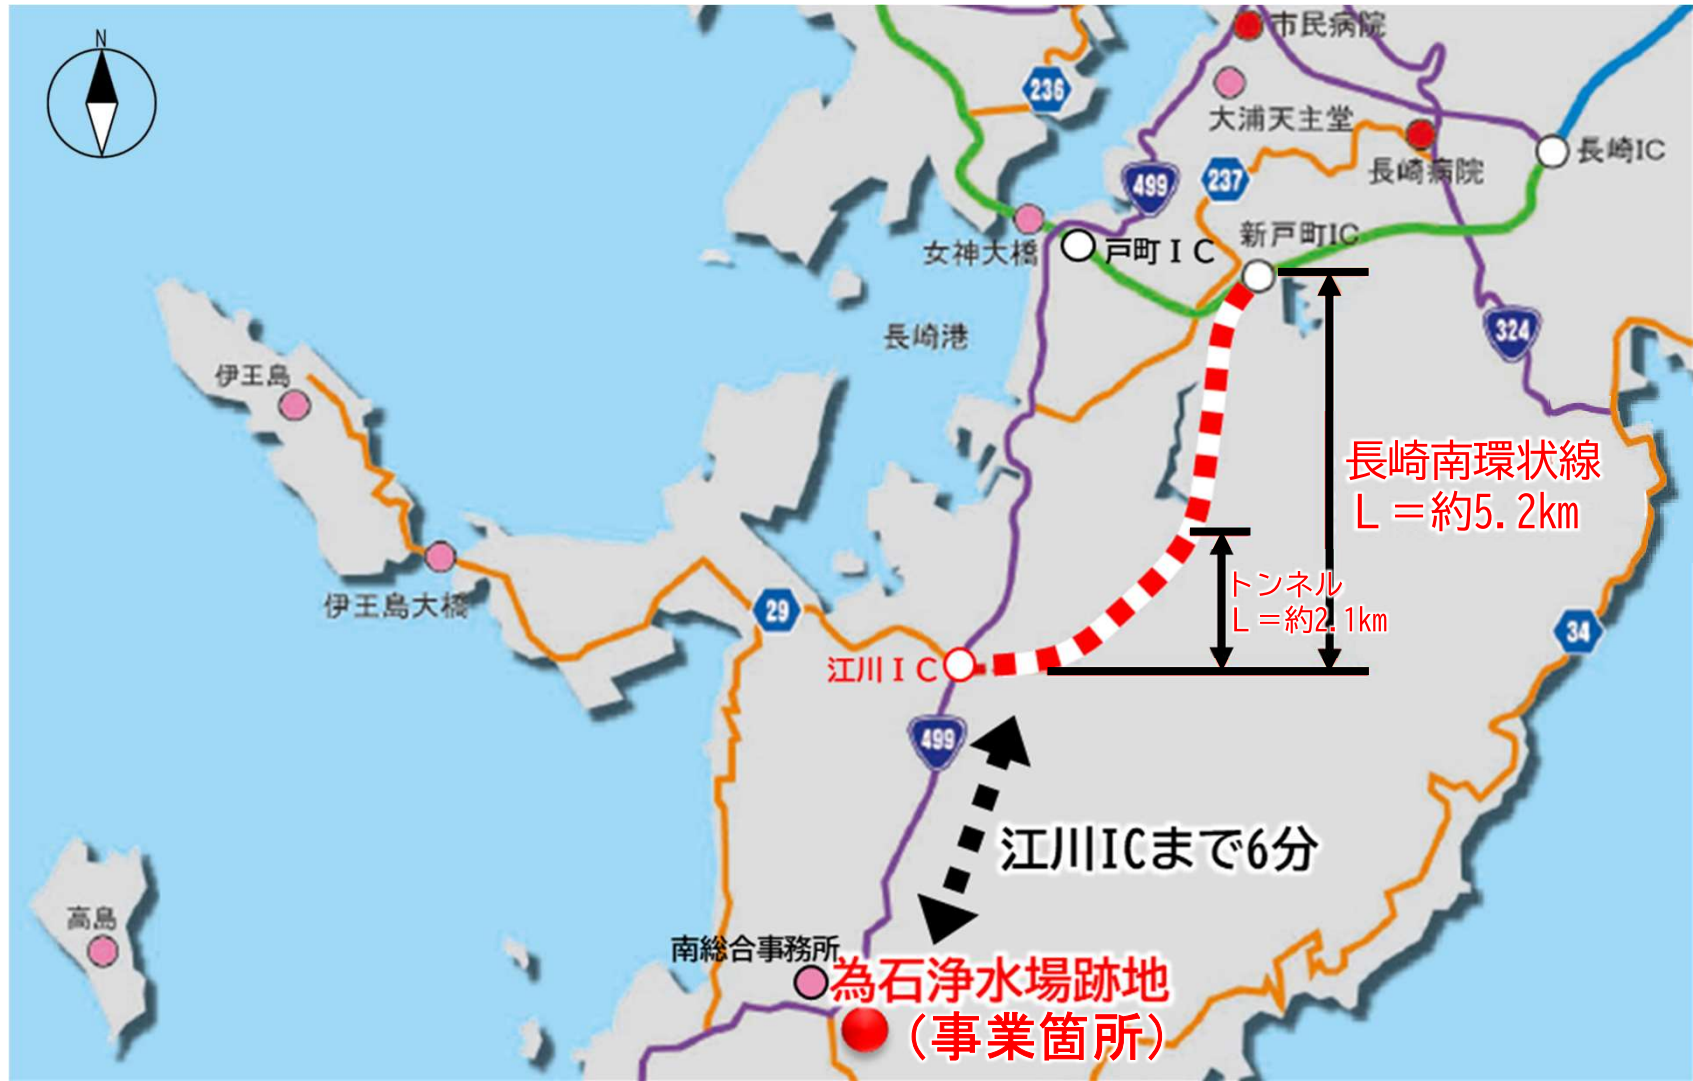 N
市民病院
236
大浦天主堂
長崎IC
長崎病院
499
237
新戸町IC
女神大橋
戸町ＩＣ
長崎港
324
伊王島
長崎南環状線
Ｌ＝約5.2km
トンネル
Ｌ＝約2.1km
伊王島大橋
29
34
江川ＩＣ
499
江川ICまで6分
高島
南総合事務所
為石浄水場跡地
（事業箇所）